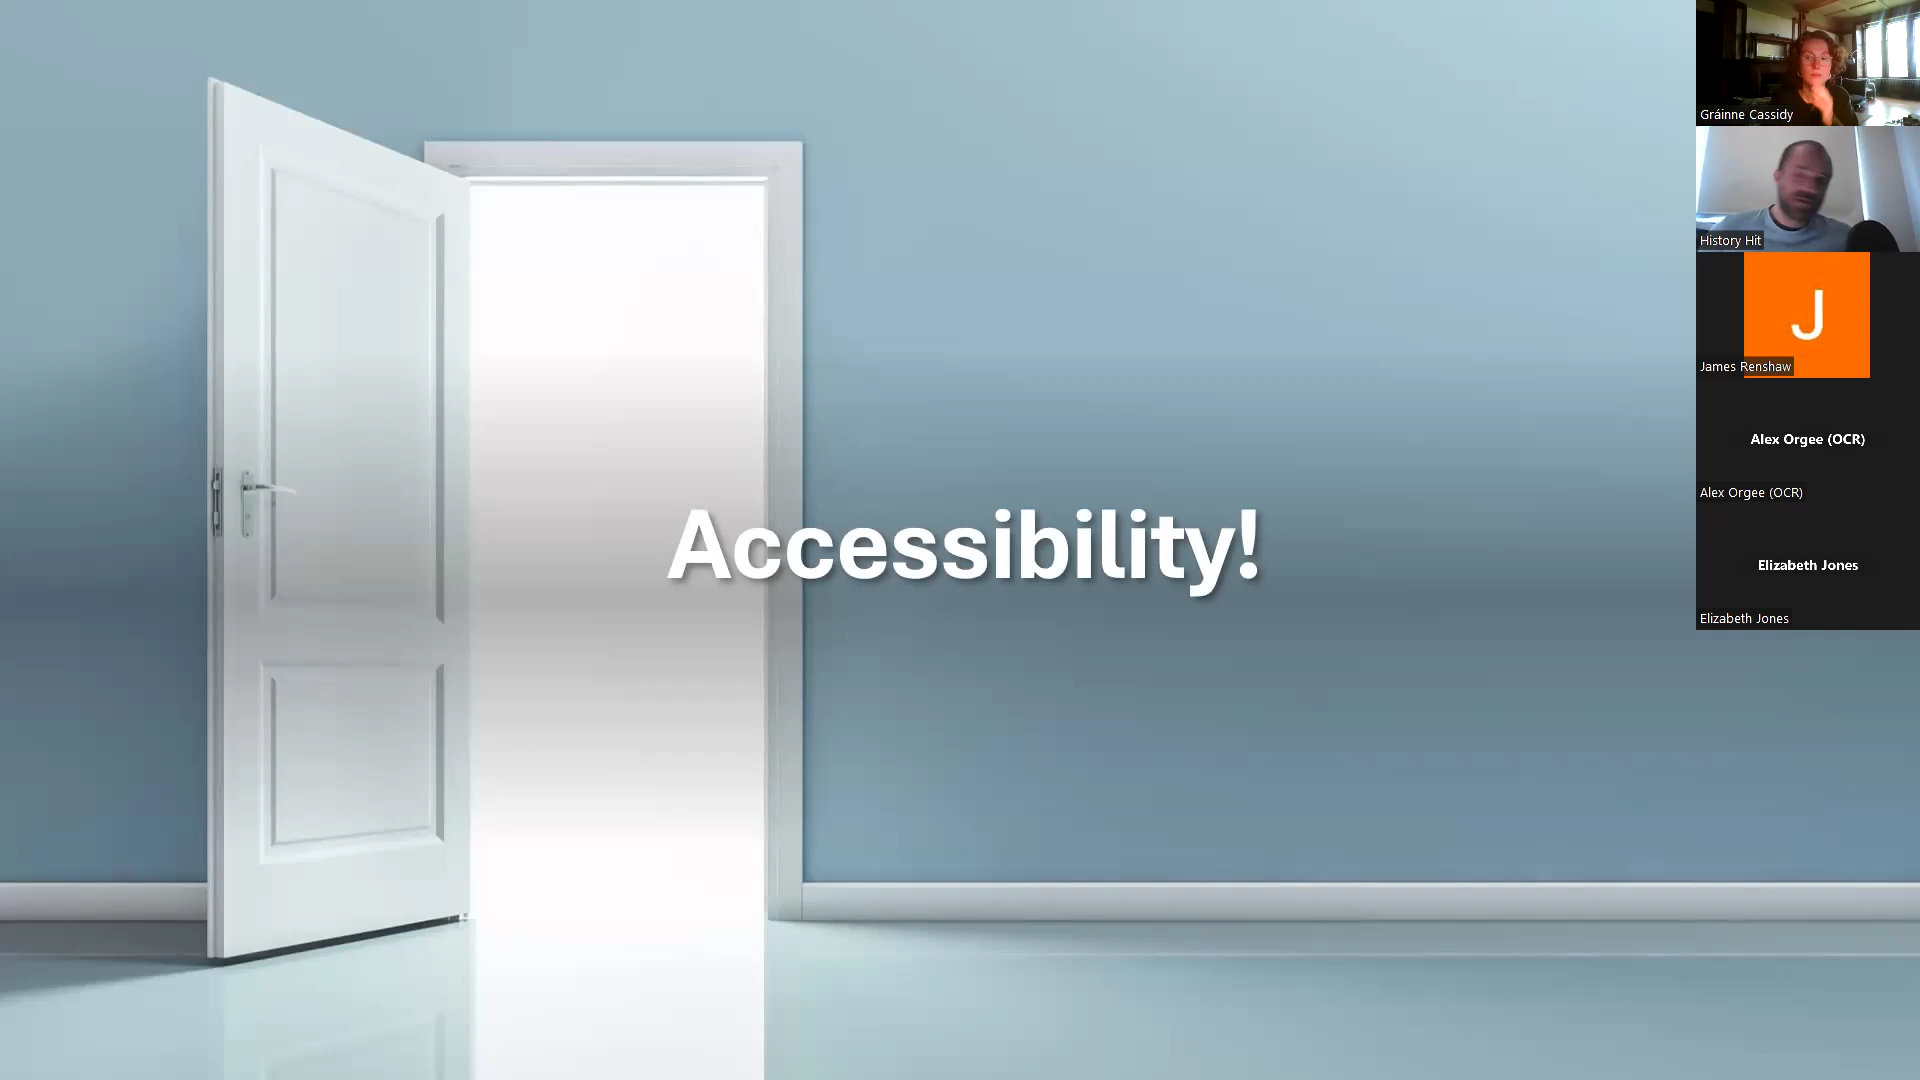 Accessibility!
Gráinne Cassidy
History Hit
J
James Renshaw
Alex Orgee (OCR)
Alex Orgee (OCR)
Elizabeth Jones
Elizabeth Jones